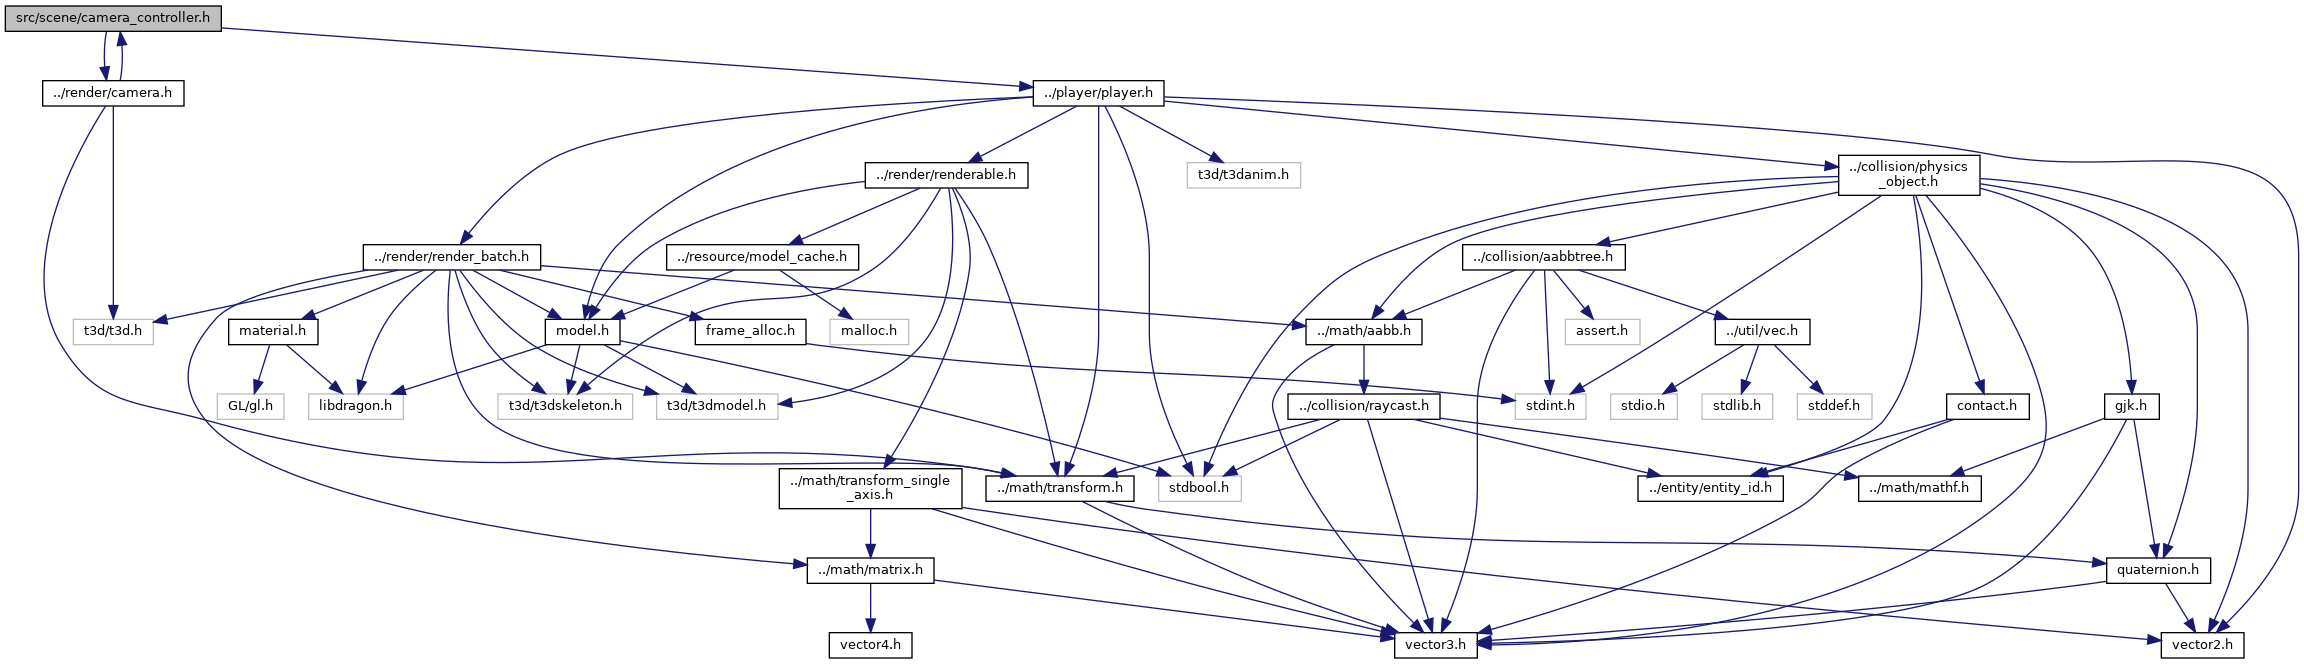 src/scene/camera_controller.h
../render/camera.h
../player/player.h
../render/renderable.h
t3d/t3danim.h
../collision/physics
_object.h
../render/render_batch.h
../resource/model_cache.h
../collision/aabbtree.h
t3d/t3d.h
material.h
model.h
frame_alloc.h
malloc.h
../math/aabb.h
assert.h
../util/vec.h
GL/gl.h
libdragon.h
t3d/t3dskeleton.h
t3d/t3dmodel.h
../collision/raycast.h
stdint.h
stdio.h
stdlib.h
stddef.h
contact.h
gjk.h
../math/transform_single
_axis.h
../math/transform.h
stdbool.h
../entity/entity_id.h
../math/mathf.h
../math/matrix.h
quaternion.h
vector4.h
vector3.h
vector2.h